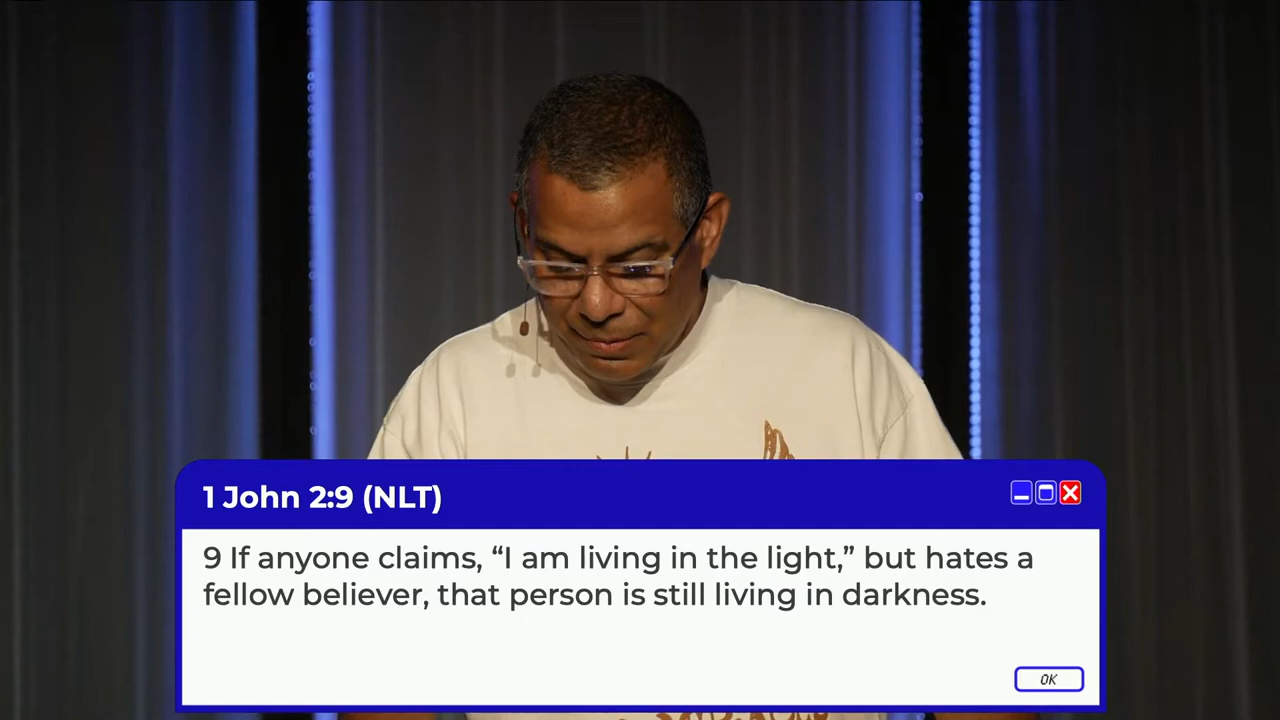 1 John 2:9 (NLT)
9 If anyone claims, “I am living in the light,” but hates a
fellow believer, that person is still living in darkness.
OK